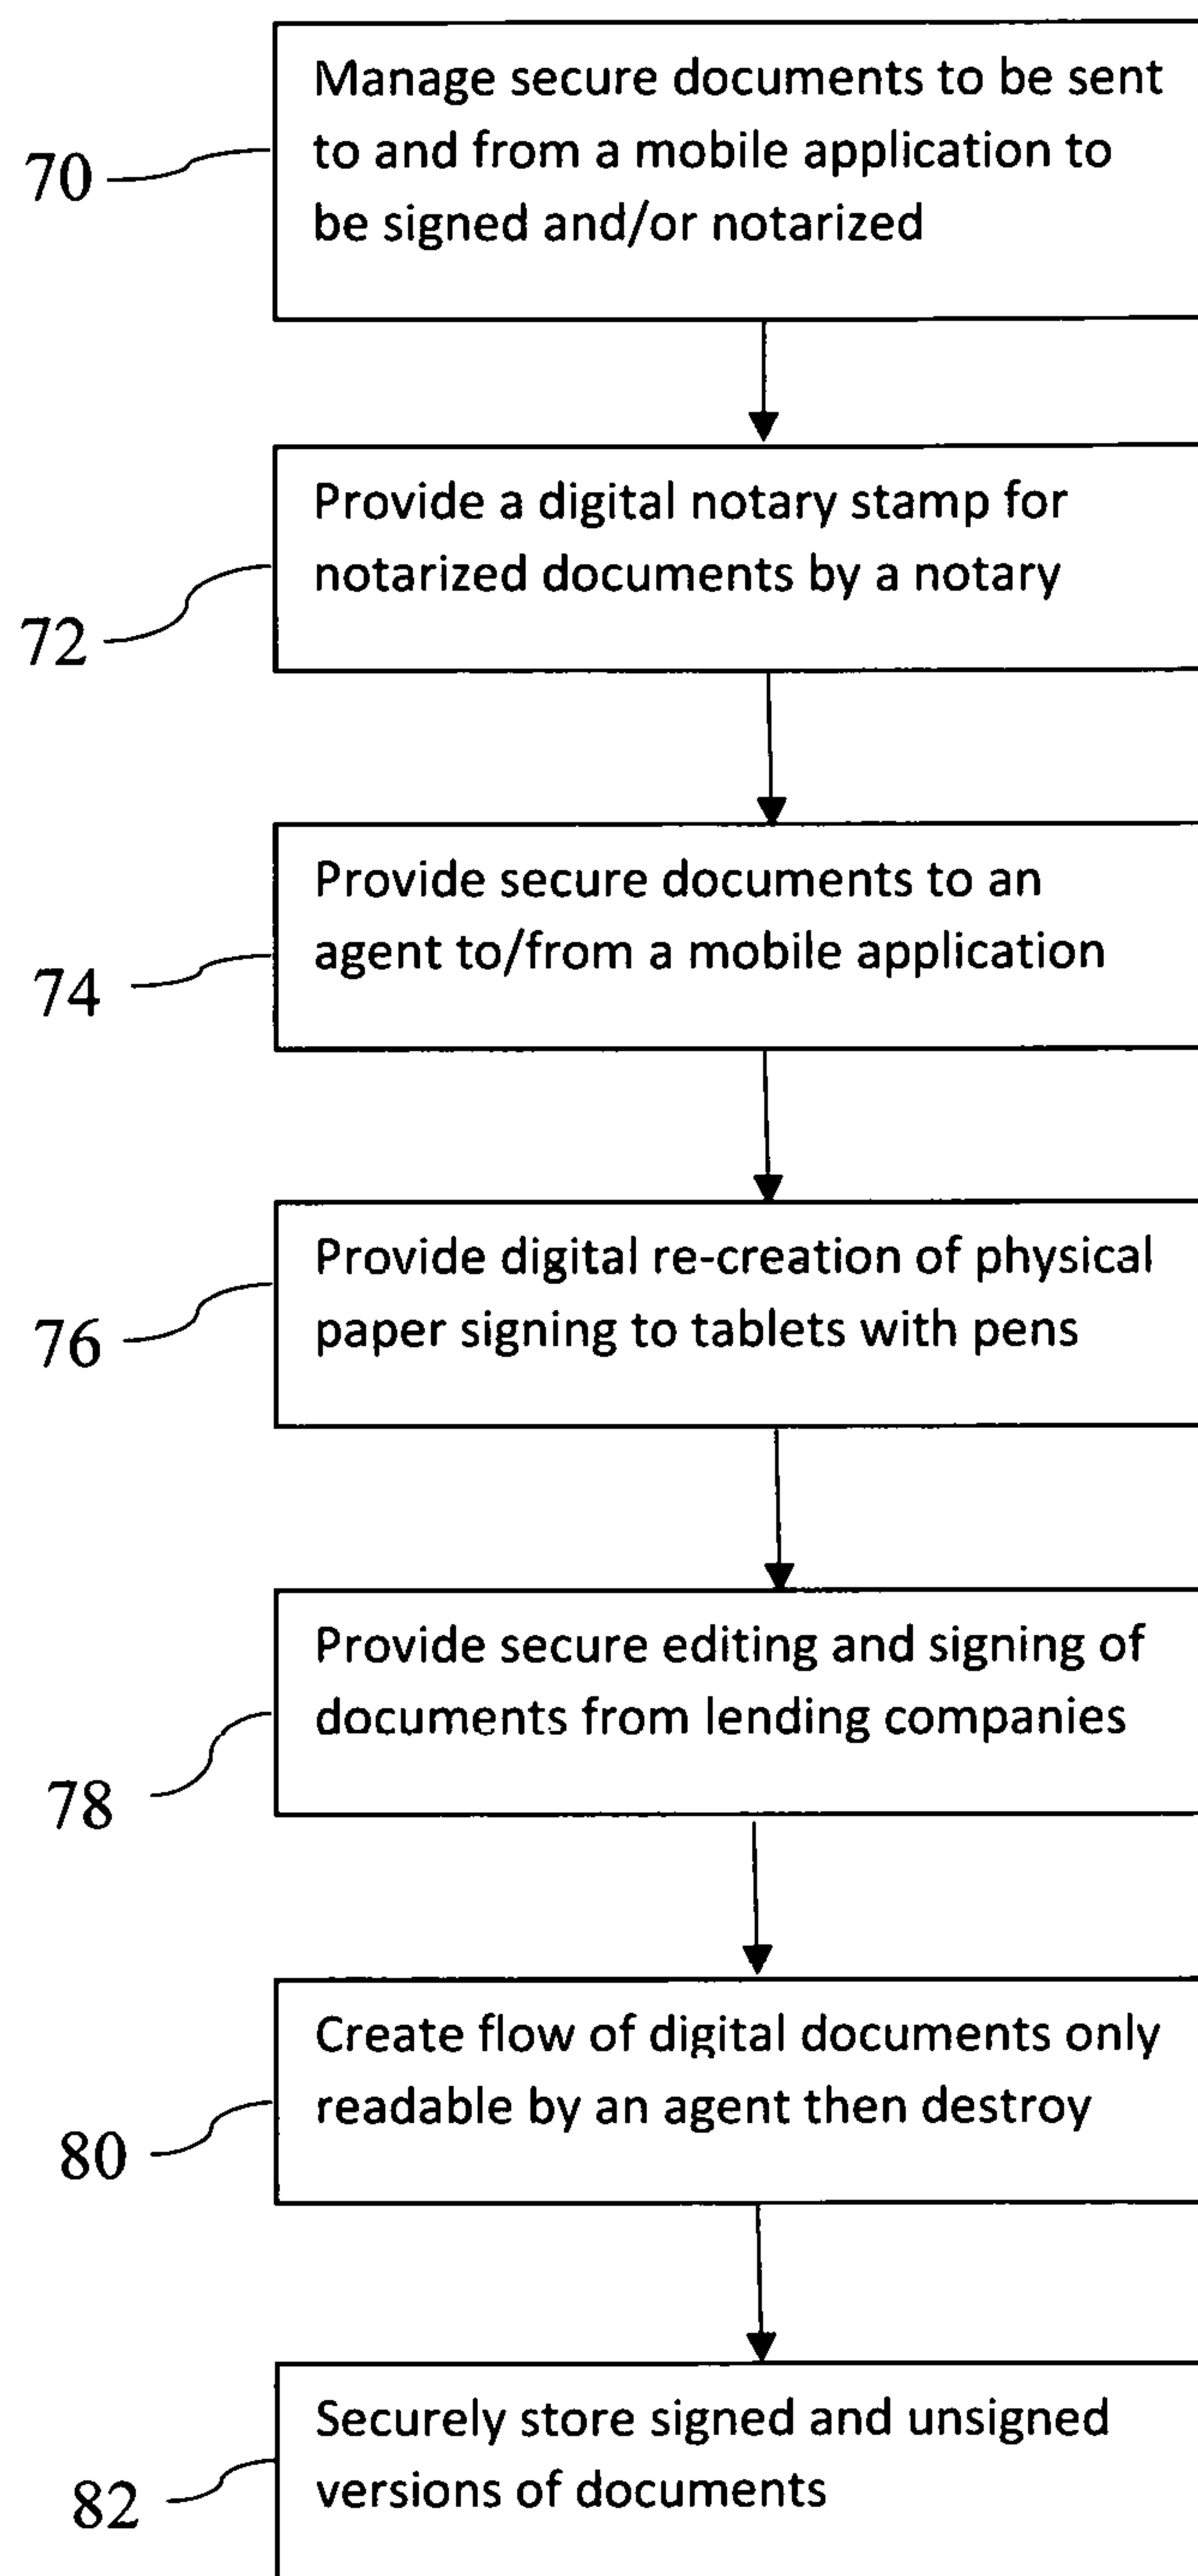 Manage secure documents to be sent
to and from a mobile application to
be signed and/or notarized
70
Provide a digital notary stamp for
notarized documents by a notary
72
Provide secure documents to an
agent to/from a mobile application
74
Provide digital re-creation of physical
paper signing to tablets with pens
76
Provide secure editing and signing of
documents from lending companies
78
Create flow of digital documents only
readable by an agent then destroy
80
Securely store signed and unsigned
versions of documents
82